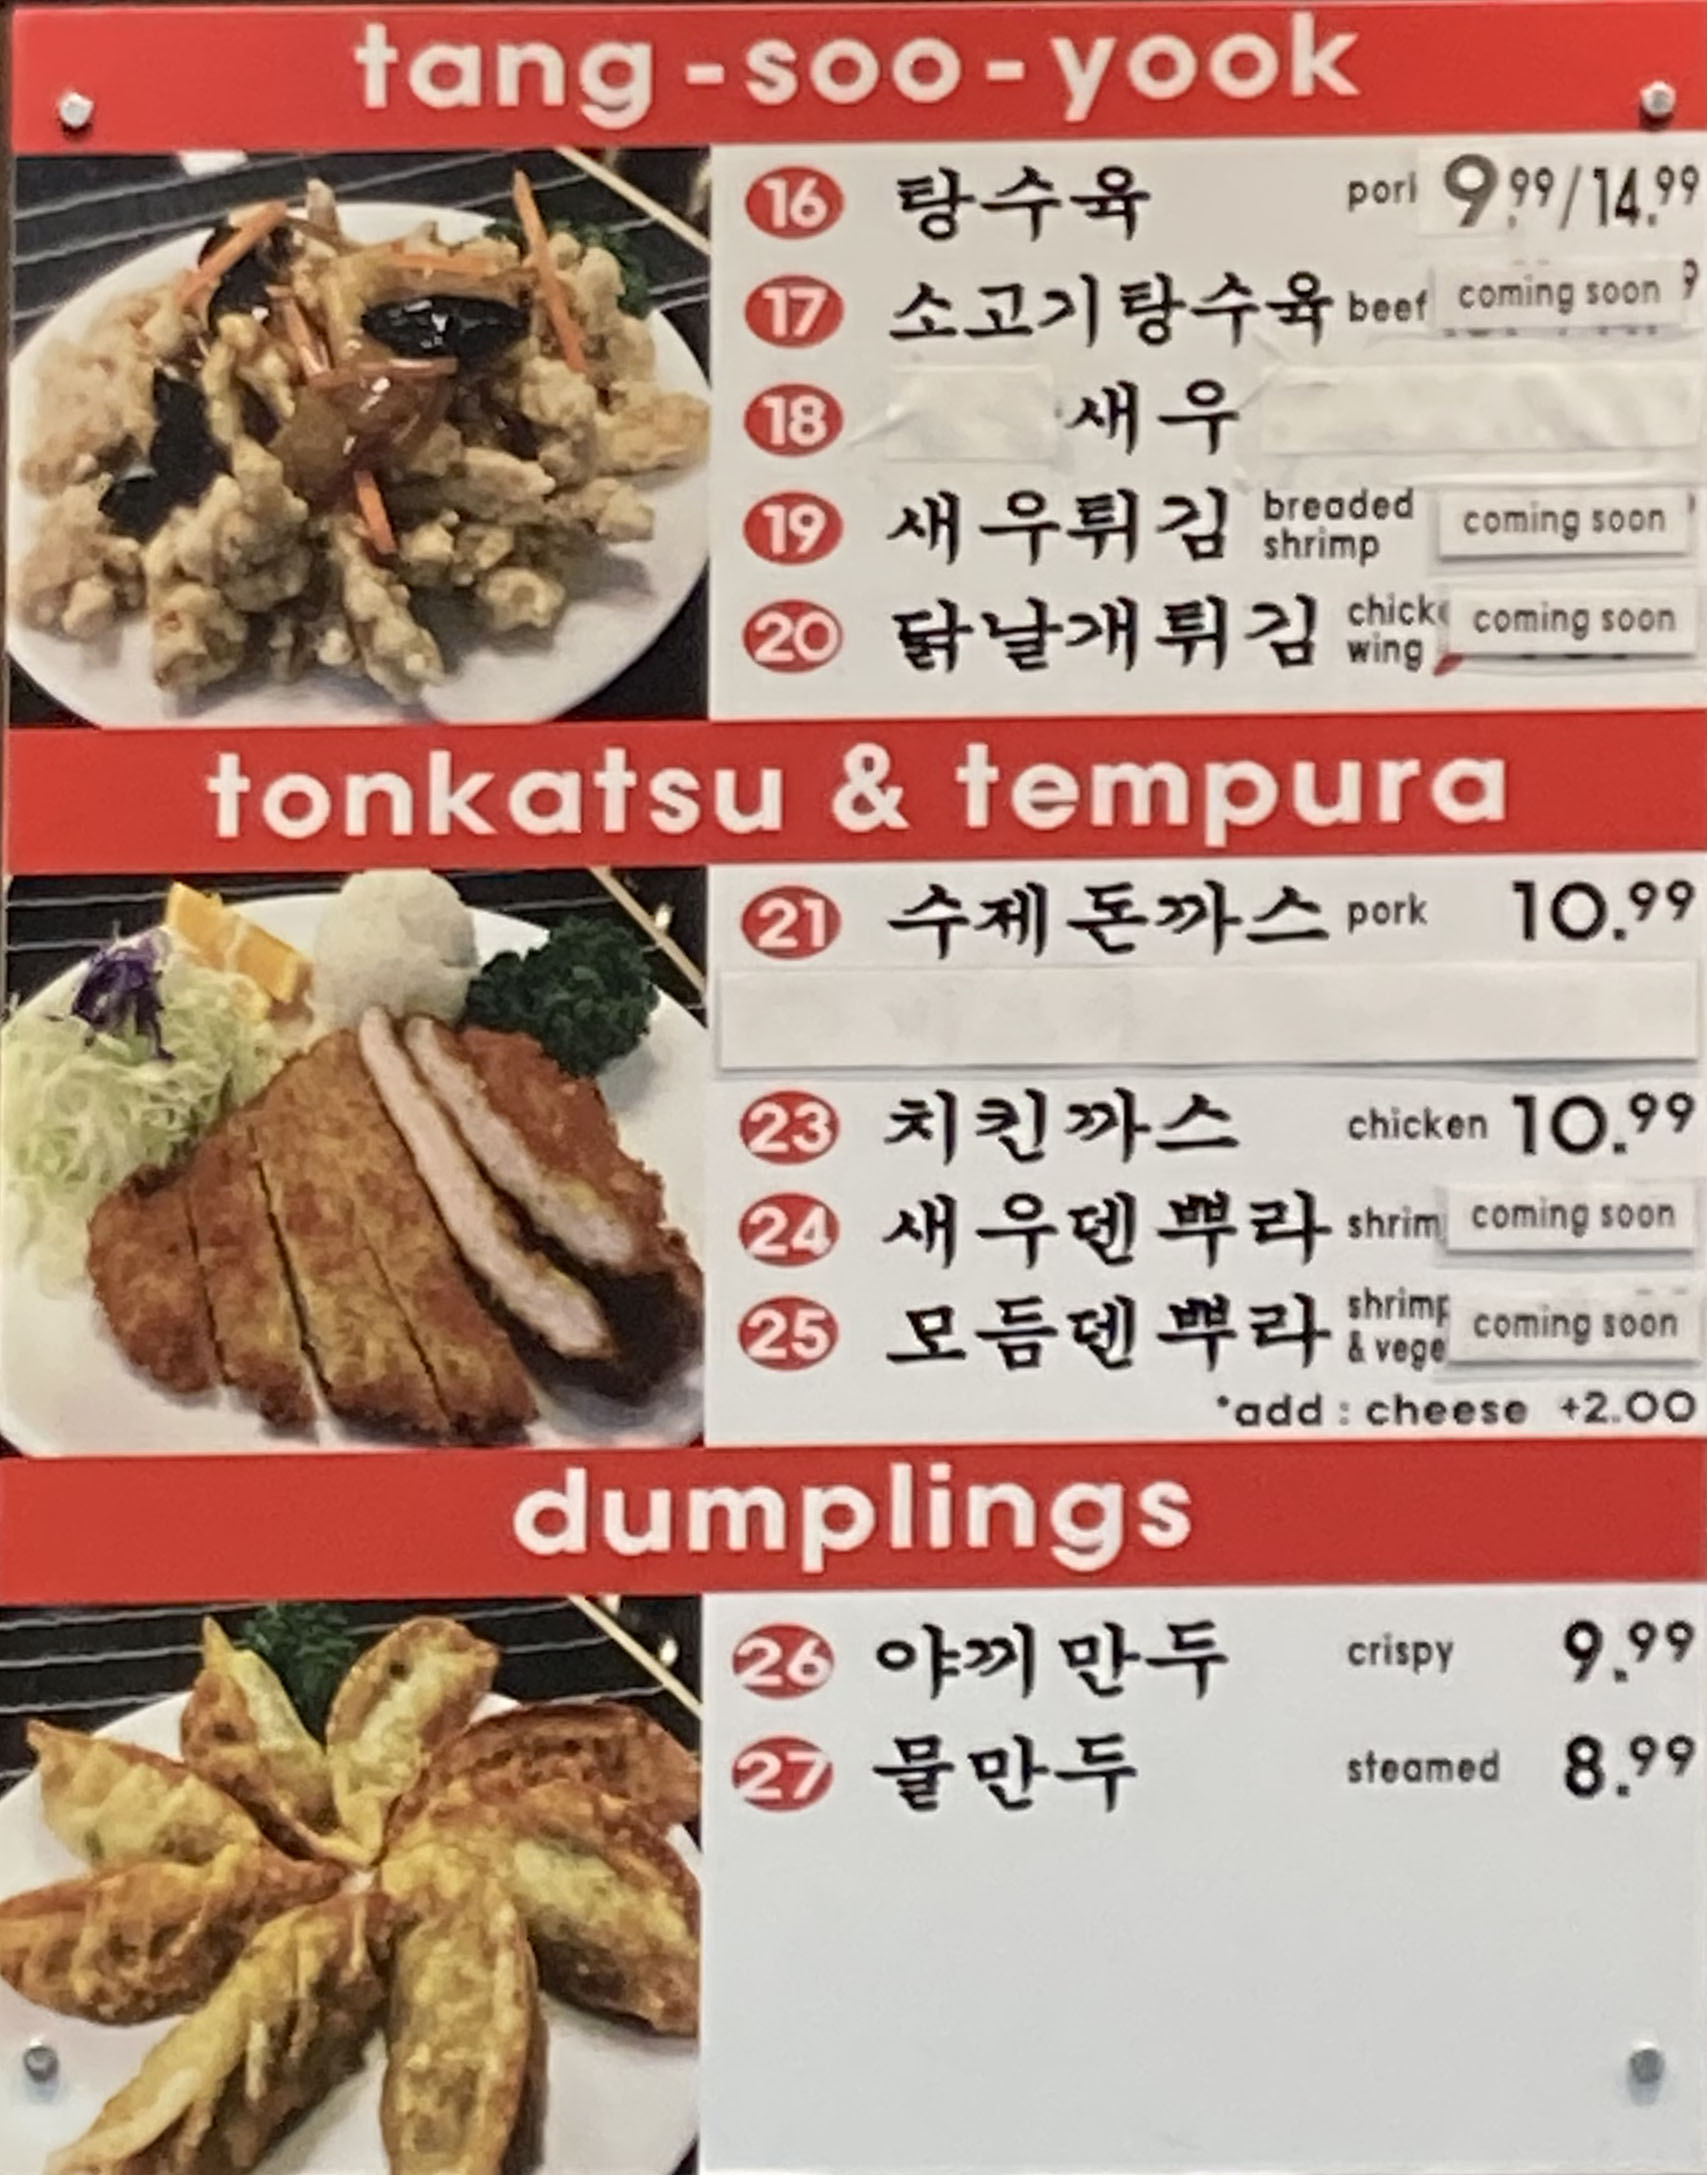 tang-soo-yook
16 탕수육 pork 9.99/14.99
17 소고기탕수육 beef coming soon 9
18 새우
19 새우튀김 breaded shrimp coming soon
20 닭날개튀김 wing coming soon
tonkatsu & tempura
21 수제돈까스 pork 10.99
23 치킨까스 chicken 10.99
24 새우덴뿌라 shrim coming soon
25 모듬덴뿌라 shrimp & vege coming soon
*add : cheese +2.00
dumplings
26 야끼만두 crispy 9.99
27 물만두 steamed 8.99